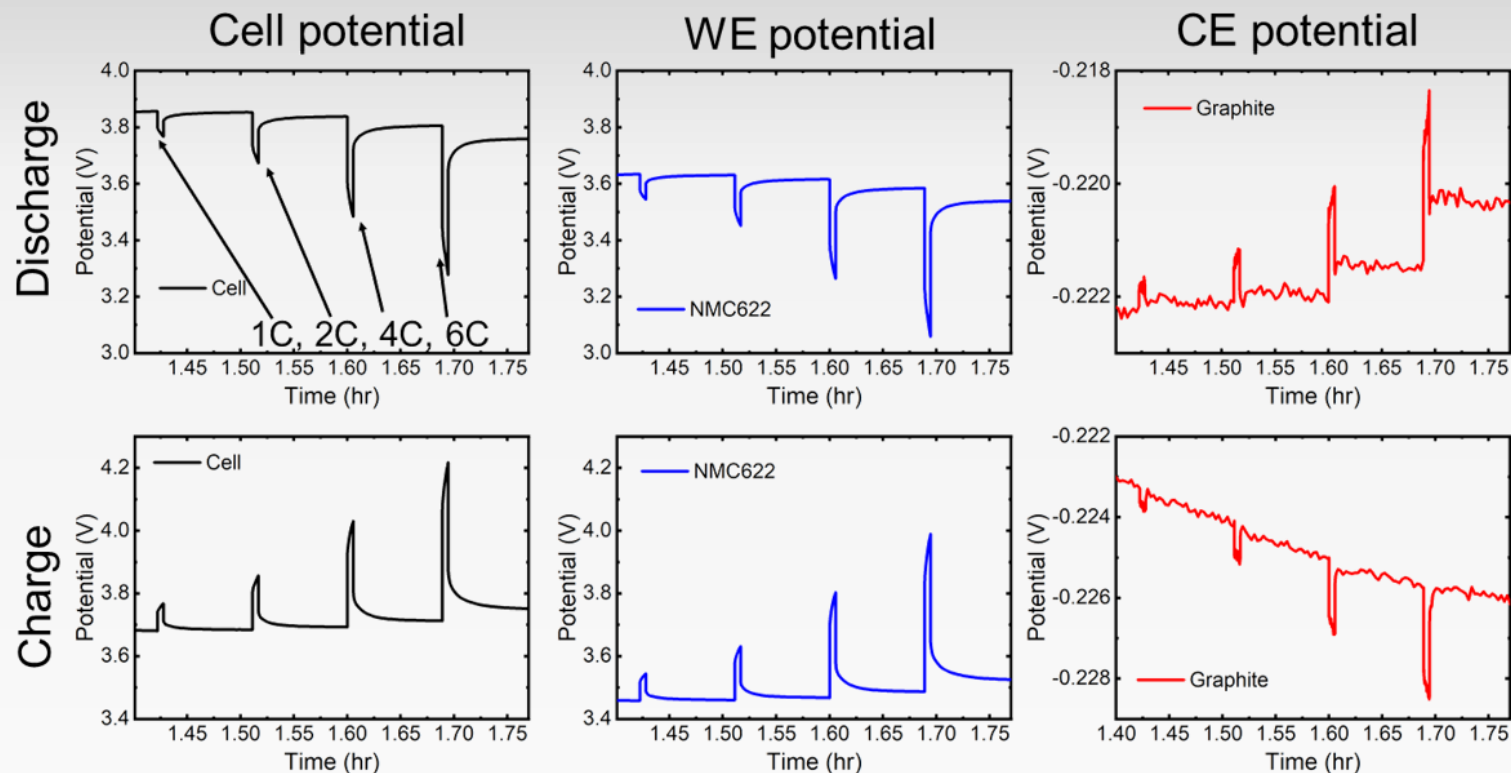 Cell potential
WE potential
CE potential
Discharge
Potential (V)
4.0
3.8
3.6
3.4
3.2
3.0
Cell
1C, 2C, 4C, 6C
1.45 1.50 1.55 1.60 1.65 1.70 1.75
Time (hr)
Potential (V)
4.0
3.8
3.6
3.4
3.2
3.0
NMC622
1.45 1.50 1.55 1.60 1.65 1.70 1.75
Time (hr)
Potential (V)
-0.218
-0.220
-0.222
Graphite
1.45 1.50 1.55 1.60 1.65 1.70 1.75
Time (hr)
Charge
Potential (V)
4.2
4.0
3.8
3.6
3.4
Cell
1.45 1.50 1.55 1.60 1.65 1.70 1.75
Time (hr)
Potential (V)
4.2
4.0
3.8
3.6
3.4
NMC622
1.45 1.50 1.55 1.60 1.65 1.70 1.75
Time (hr)
Potential (V)
-0.222
-0.224
-0.226
-0.228
Graphite
1.40 1.45 1.50 1.55 1.60 1.65 1.70 1.75
Time (hr)